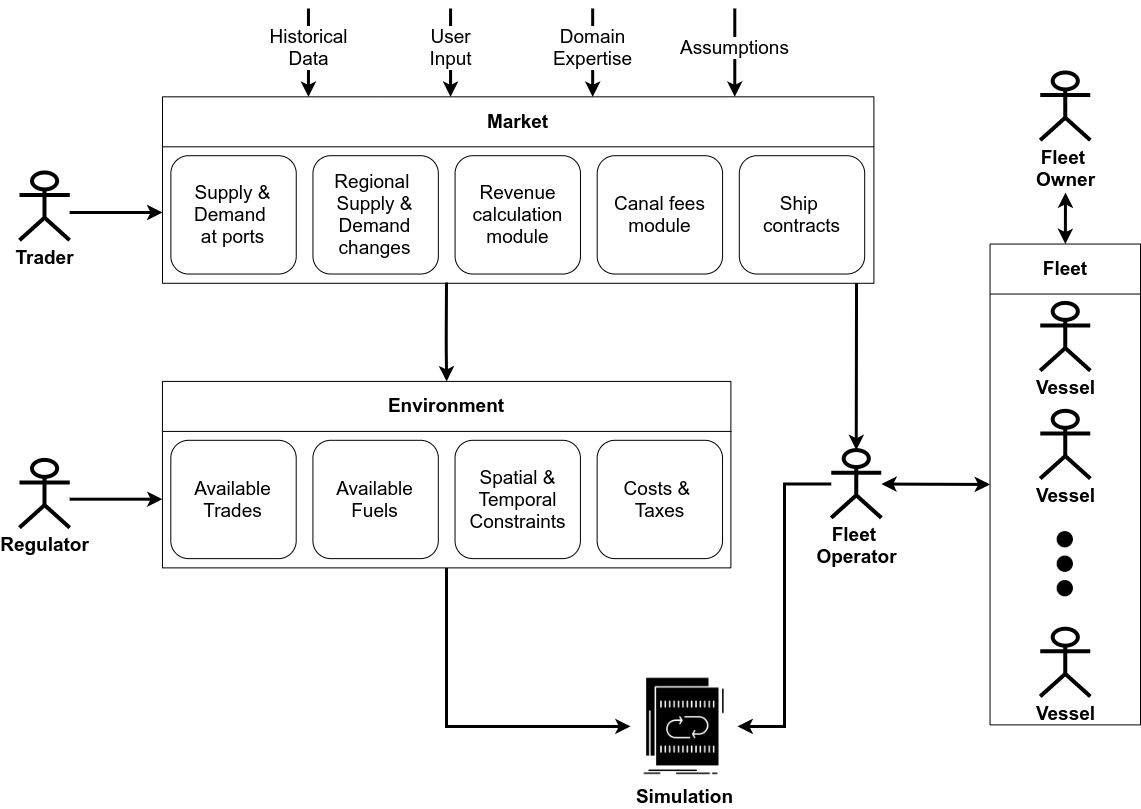 Historical
Data
User
Input
Domain
Expertise
Assumptions
Market
Supply &
Demand
at ports
Regional
Supply &
Demand
changes
Revenue
calculation
module
Canal fees
module
Ship
contracts
Trader
Fleet
Owner
Fleet
Vessel
Vessel
Vessel
Environment
Available
Trades
Available
Fuels
Spatial &
Temporal
Constraints
Costs &
Taxes
Regulator
Fleet
Operator
Simulation